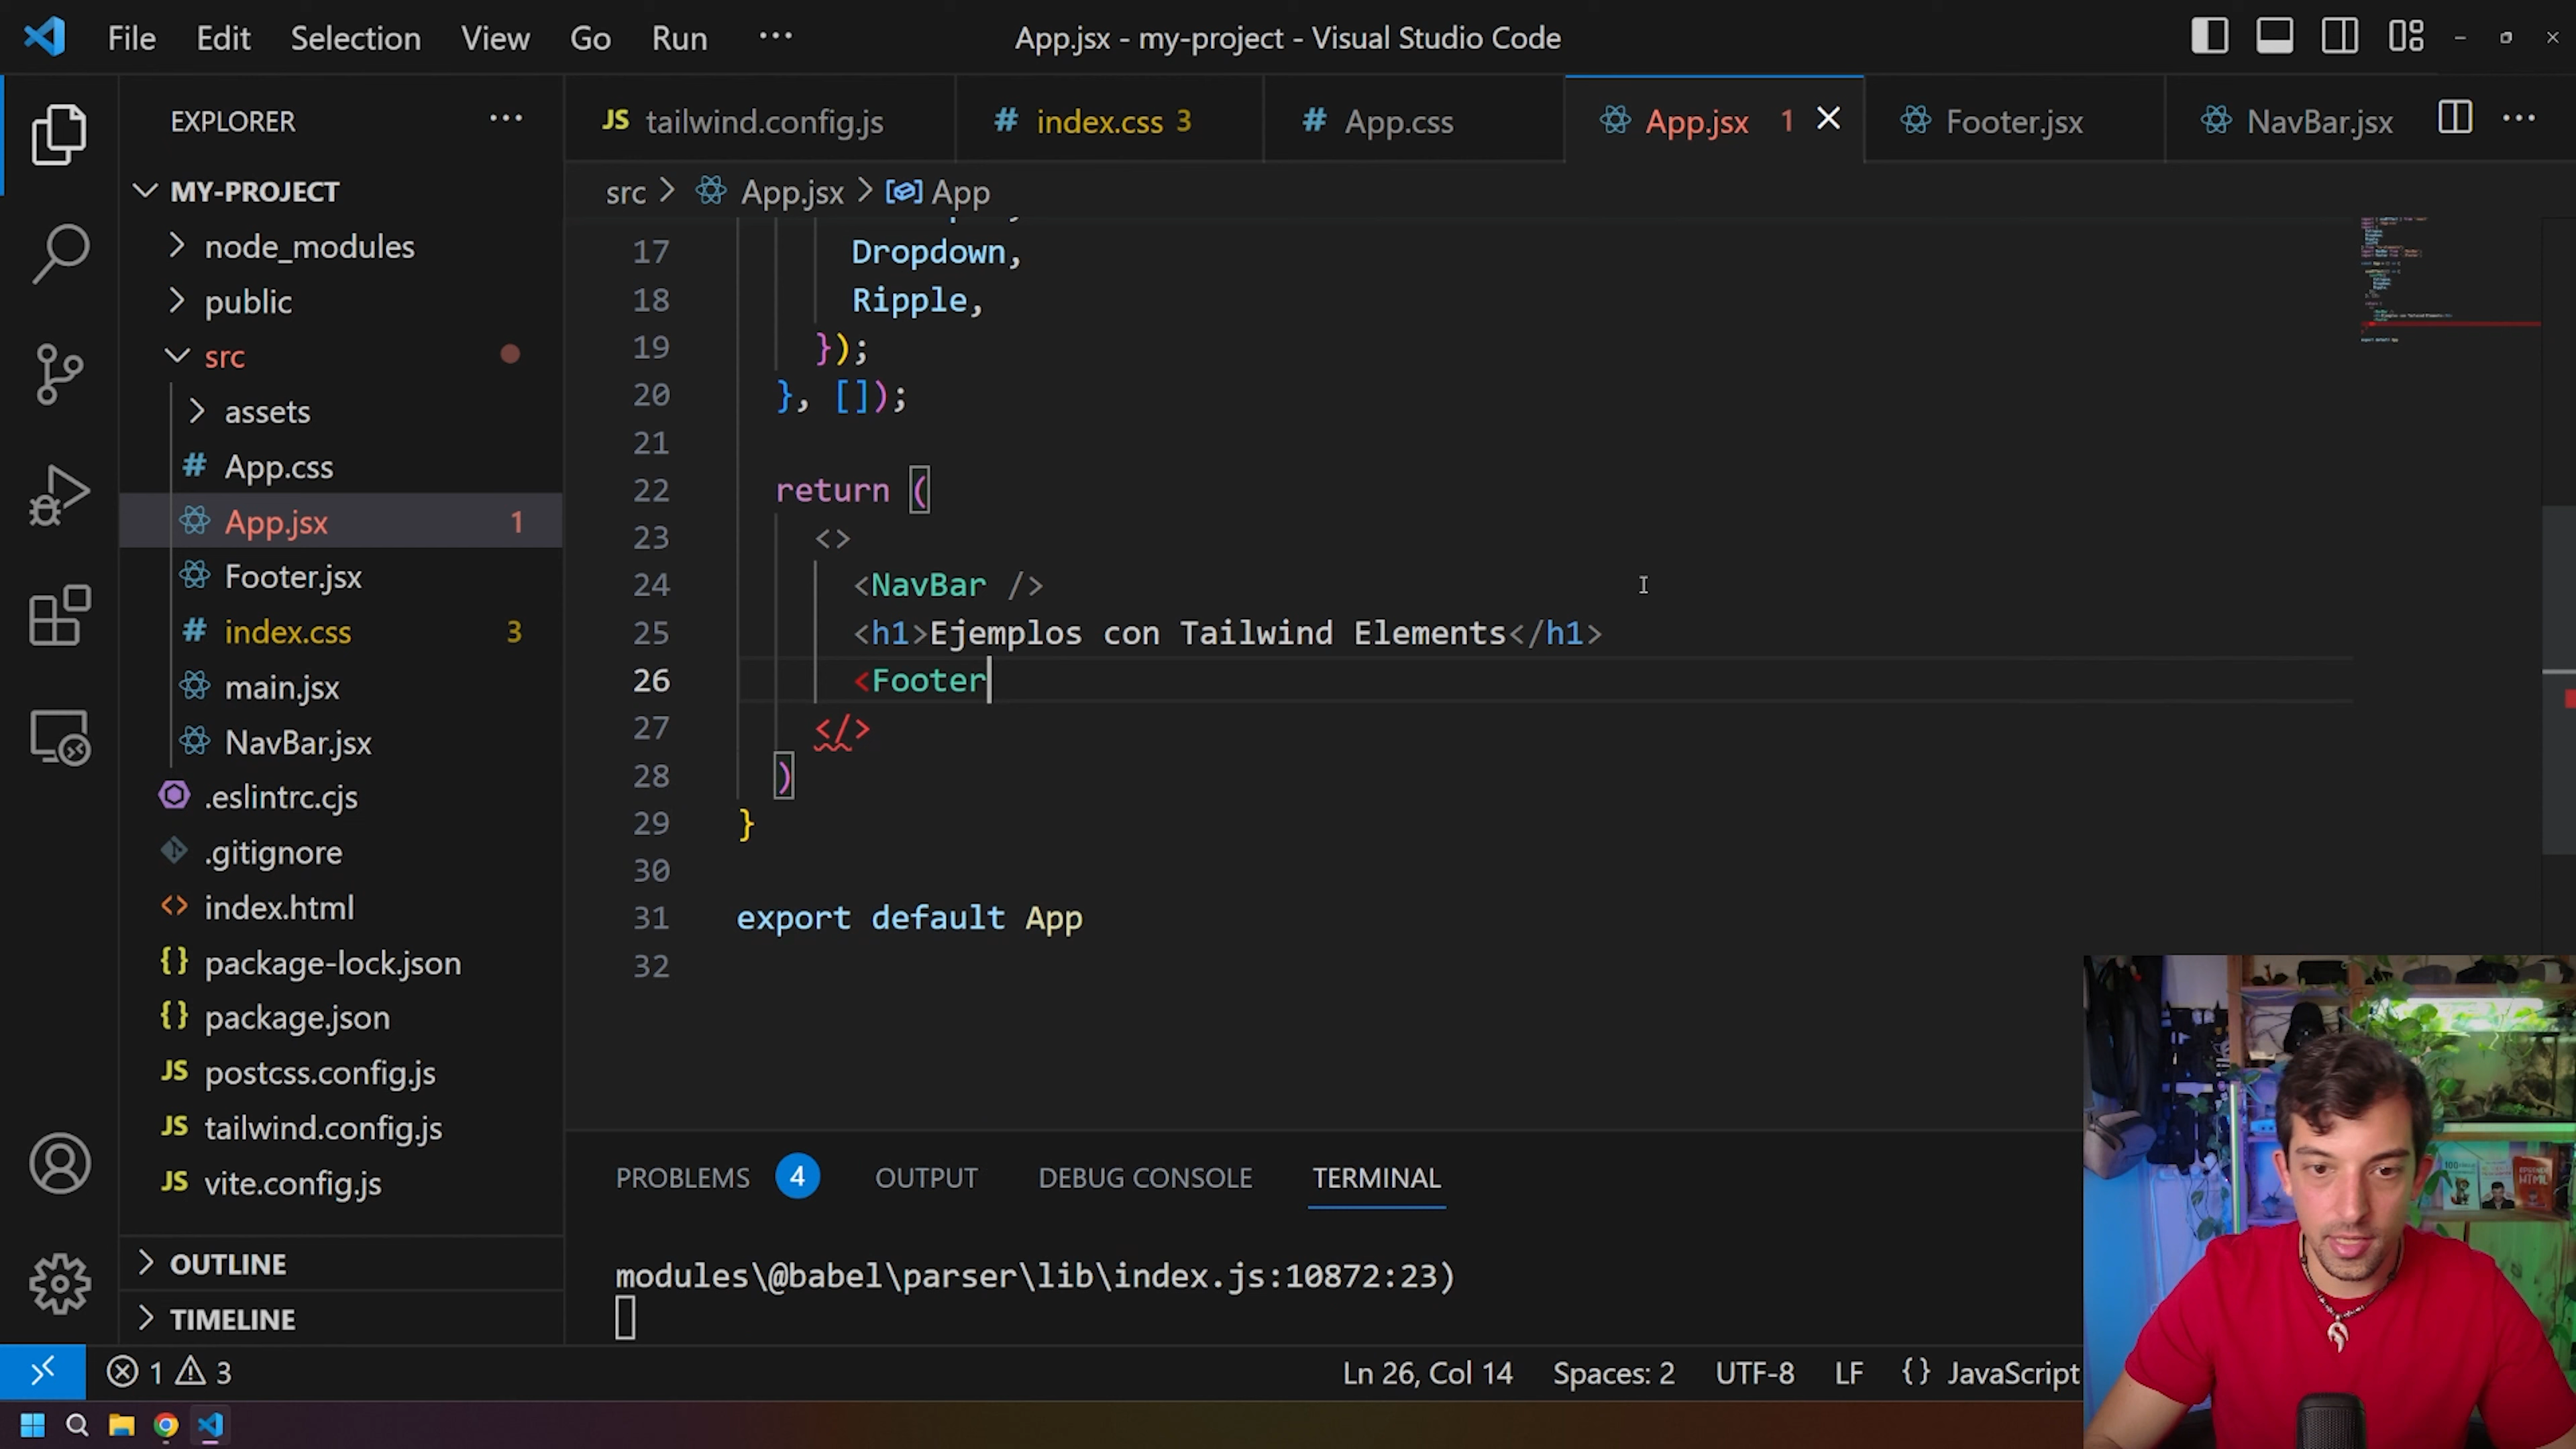 File Edit Selection View Go Run ··· App.jsx - my-project - Visual Studio Code
EXPLORER ···
MY-PROJECT
node_modules
public
src
assets
# App.css
App.jsx 1
Footer.jsx
# index.css 3
main.jsx
NavBar.jsx
.eslintrc.cjs
.gitignore
<> index.html
{} package-lock.json
{} package.json
JS postcss.config.js
JS tailwind.config.js
JS vite.config.js
OUTLINE
TIMELINE
JS tailwind.config.js # index.css 3 # App.css App.jsx 1 Footer.jsx NavBar.jsx ···
src > App.jsx > App
17 Dropdown,
18 Ripple,
19 });
20 }, []);
21
22 return (
23 <>
24 <NavBar />
25 <h1>Ejemplos con Tailwind Elements</h1>
26 <Footer
27 </>
28 )
29 }
30
31 export default App
32
PROBLEMS 4 OUTPUT DEBUG CONSOLE TERMINAL
modules\@babel\parser\lib\index.js:10872:23)
1 3 Ln 26, Col 14 Spaces: 2 UTF-8 LF {} JavaScript